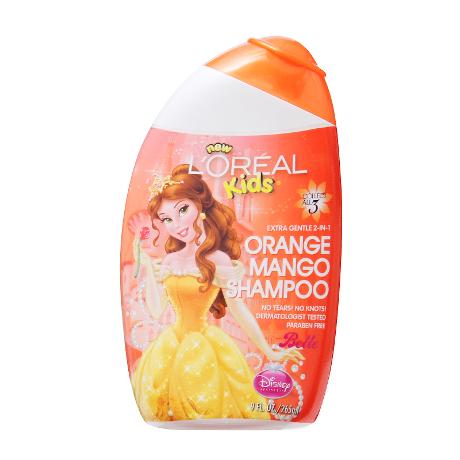 new
L'ORÉAL
Kids
COLLECT
ALL 3
EXTRA GENTLE 2-IN-1
ORANGE
MANGO
SHAMPOO
NO TEARS! NO KNOTS!
DERMATOLOGIST TESTED
PARABEN FREE
Belle
Disney
9 FL. OZ./265ml